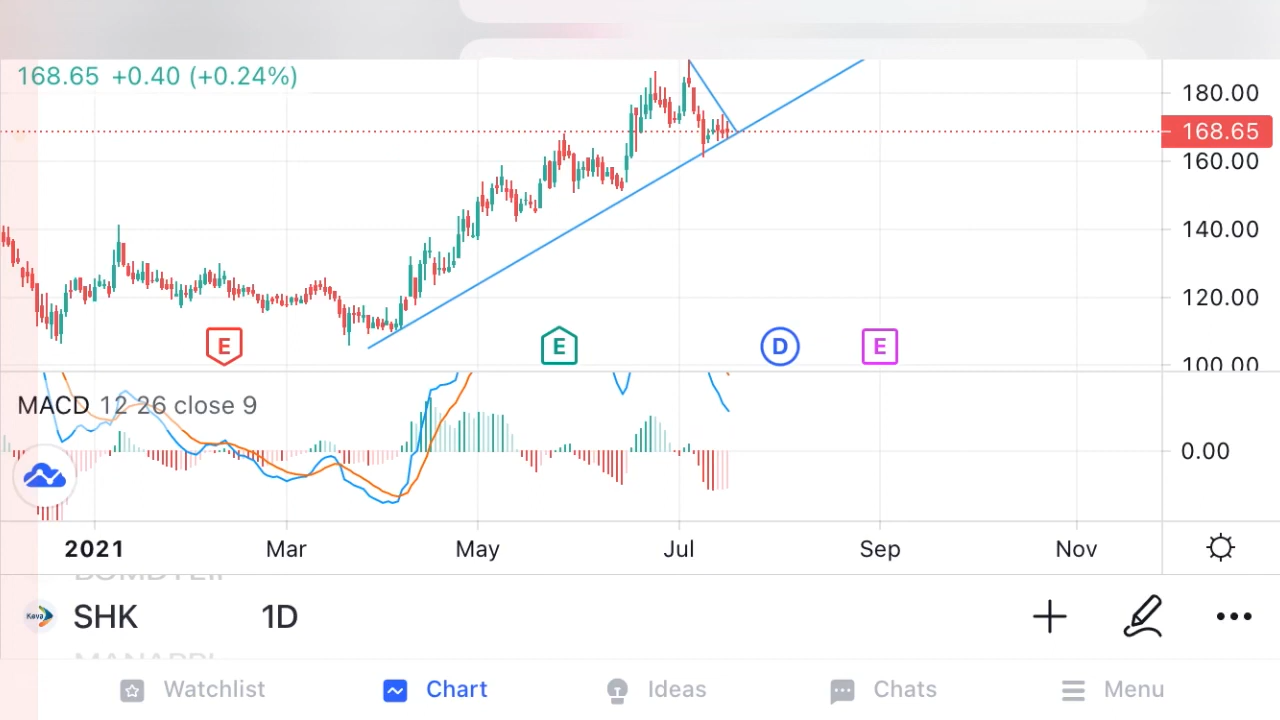 168.65 +0.40 (+0.24%)
180.00
168.65
160.00
140.00
120.00
100.00
E
E
D
E
MACD 12 26 close 9
0.00
2021 Mar May Jul Sep Nov
Keva SHK 1D
Watchlist Chart Ideas Chats Menu